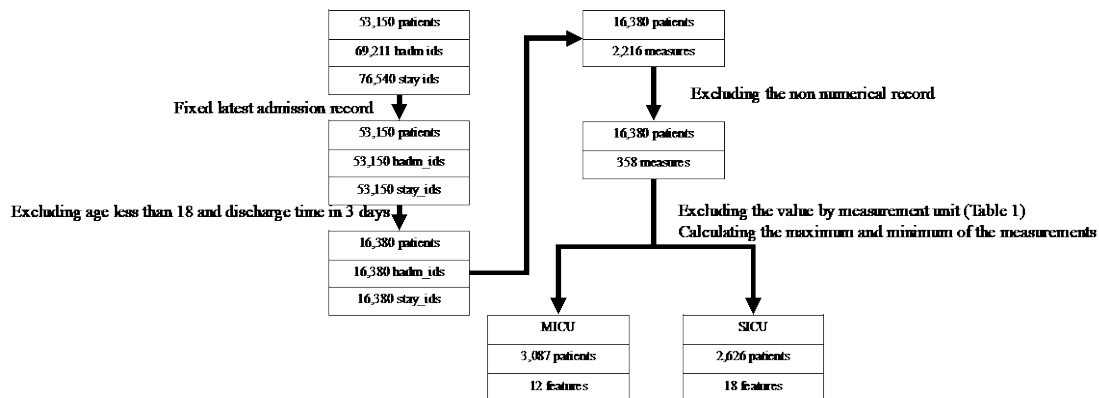 53,150 patients
69,211 hadm ids
76,540 stay ids
Fixed latest admission record
53,150 patients
53,150 hadm_ids
53,150 stay_ids
Excluding age less than 18 and discharge time in 3 days
16,380 patients
16,380 hadm_ids
16,380 stay_ids
16,380 patients
2,216 measures
Excluding the non numerical record
16,380 patients
358 measures
Excluding the value by measurement unit (Table 1)
Calculating the maximum and minimum of the measurements
MICU
3,087 patients
12 features
SICU
2,626 patients
18 features